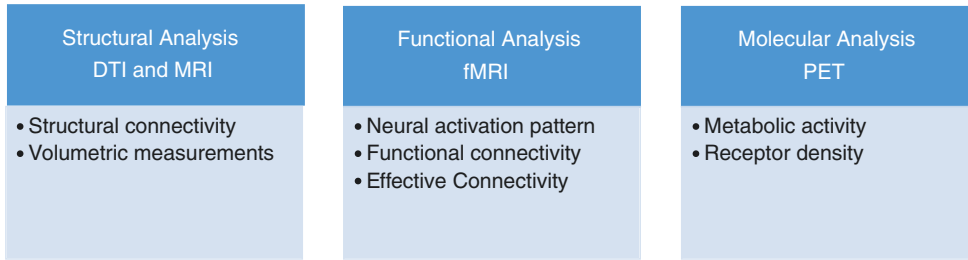 Structural Analysis
DTI and MRI
• Structural connectivity
• Volumetric measurements
Functional Analysis
fMRI
• Neural activation pattern
• Functional connectivity
• Effective Connectivity
Molecular Analysis
PET
• Metabolic activity
• Receptor density